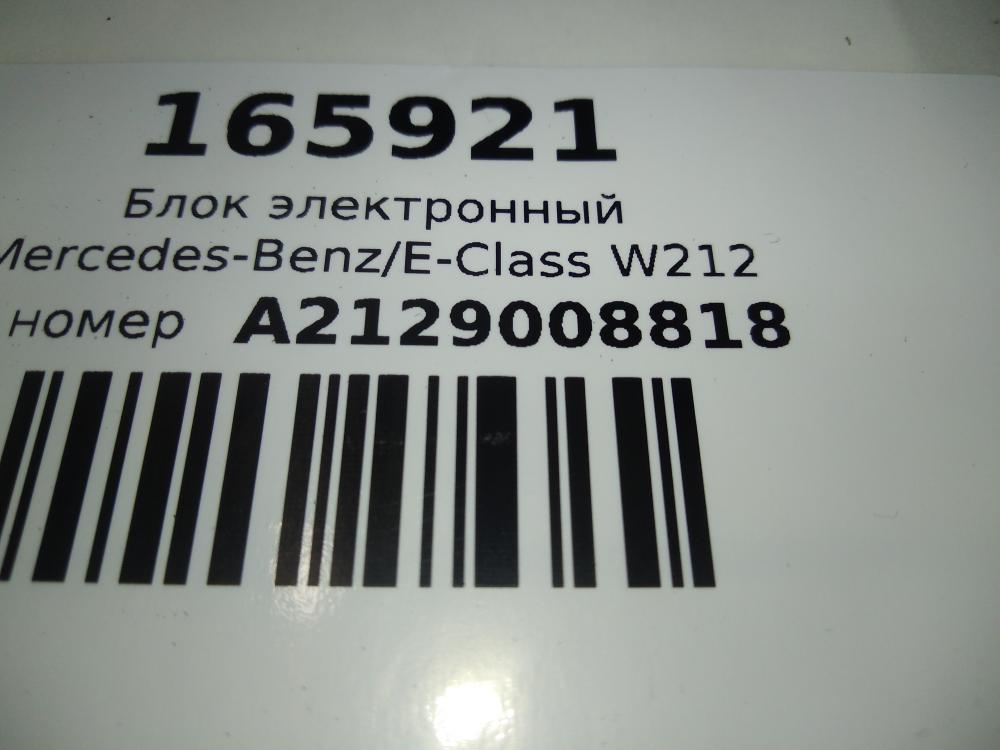 165921
Блок электронный
Mercedes-Benz/E-Class W212
номер A2129008818